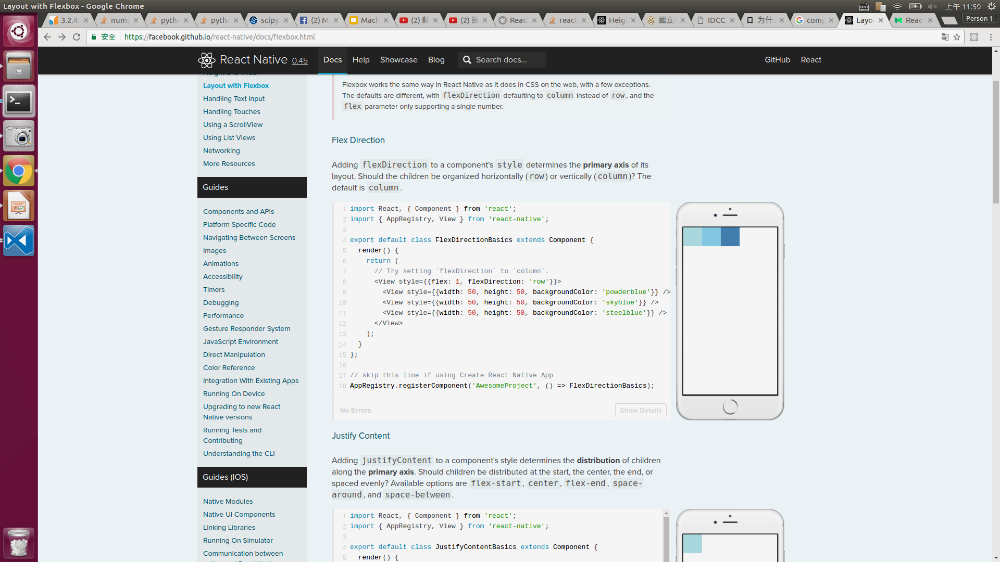 Layout with Flexbox - Google Chrome
上午 11:59
3.2.4.
nump
pytho
pytho
scipy
(2) M
Mach
(2) 蘇
(2) 羅
React
react
Heig
國立
IDCC
为什
comp
Layo
React
Person 1
安全
https://facebook.github.io/react-native/docs/flexbox.html
React Native 0.45
Docs
Help
Showcase
Blog
Search docs...
GitHub
React
Height and Width
Layout with Flexbox
Handling Text Input
Handling Touches
Using a ScrollView
Using List Views
Networking
More Resources
Guides
Components and APIs
Platform Specific Code
Navigating Between Screens
Images
Animations
Accessibility
Timers
Debugging
Performance
Gesture Responder System
JavaScript Environment
Direct Manipulation
Color Reference
Integration With Existing Apps
Running On Device
Upgrading to new React
Native versions
Running Tests and
Contributing
Understanding the CLI
Guides (IOS)
Native Modules
Native UI Components
Linking Libraries
Running On Simulator
Communication between
Flexbox works the same way in React Native as it does in CSS on the web, with a few exceptions.
The defaults are different, with flexDirection defaulting to column instead of row, and the
flex parameter only supporting a single number.
Flex Direction
Adding flexDirection to a component's style determines the primary axis of its
layout. Should the children be organized horizontally (row) or vertically (column)? The
default is column.
1 import React, { Component } from 'react';
2 import { AppRegistry, View } from 'react-native';
3
4 export default class FlexDirectionBasics extends Component {
5   render() {
6     return (
7       // Try setting `flexDirection` to `column`.
8       <View style={{flex: 1, flexDirection: 'row'}}>
9         <View style={{width: 50, height: 50, backgroundColor: 'powderblue'}} />
10         <View style={{width: 50, height: 50, backgroundColor: 'skyblue'}} />
11         <View style={{width: 50, height: 50, backgroundColor: 'steelblue'}} />
12       </View>
13     );
14   }
15 };
16
17 // skip this line if using Create React Native App
18 AppRegistry.registerComponent('AwesomeProject', () => FlexDirectionBasics);
No Errors
Show Details
Justify Content
Adding justifyContent to a component's style determines the distribution of children
along the primary axis. Should children be distributed at the start, the center, the end, or
spaced evenly? Available options are flex-start, center, flex-end, space-
around, and space-between.
1 import React, { Component } from 'react';
2 import { AppRegistry, View } from 'react-native';
3
4 export default class JustifyContentBasics extends Component {
5   render() {